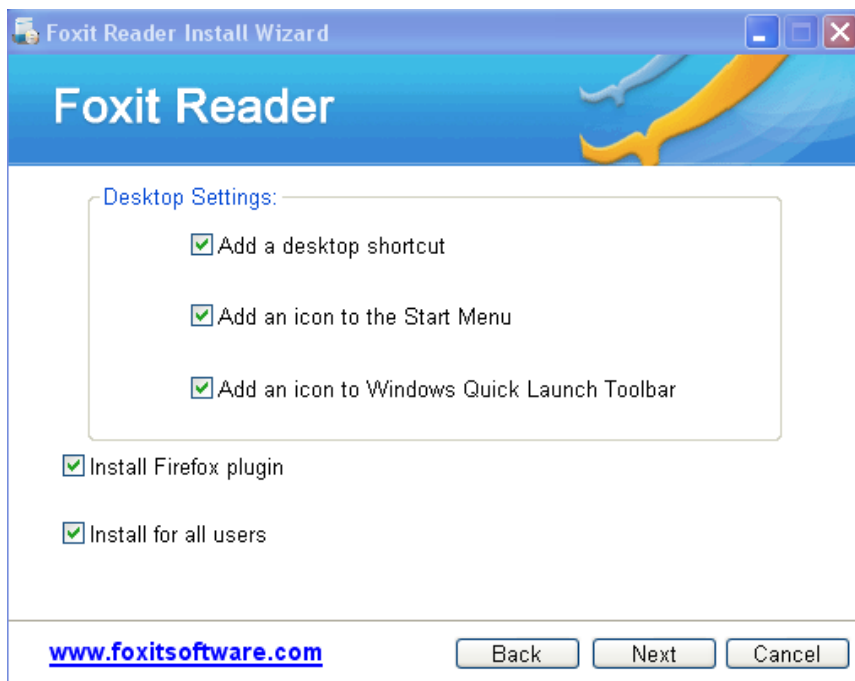 Foxit Reader Install Wizard
Foxit Reader
Desktop Settings:
Add a desktop shortcut
Add an icon to the Start Menu
Add an icon to Windows Quick Launch Toolbar
Install Firefox plugin
Install for all users
www.foxitsoftware.com
Back Next Cancel